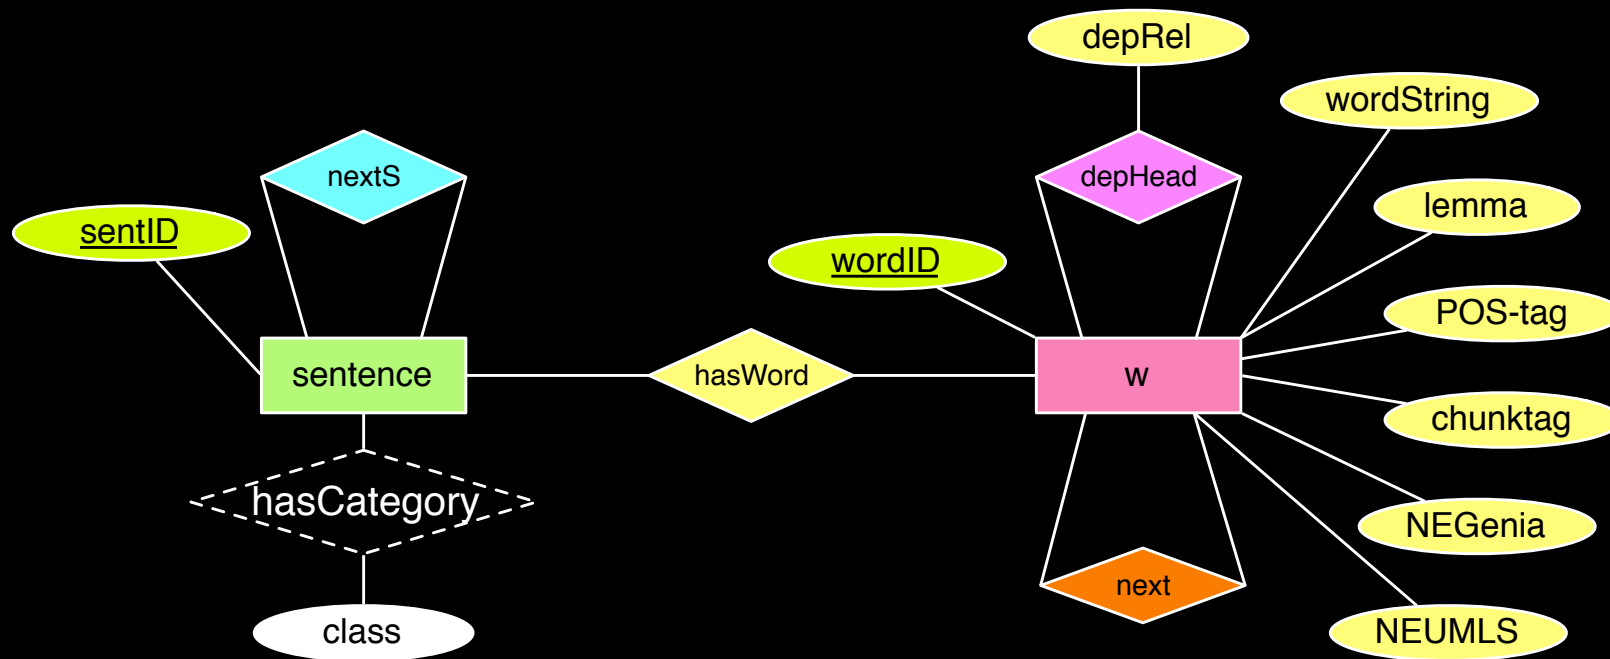 depRel
wordString
nextS
depHead
lemma
sentID
wordID
POS-tag
sentence
hasWord
w
chunktag
hasCategory
NEGenia
next
class
NEUMLS